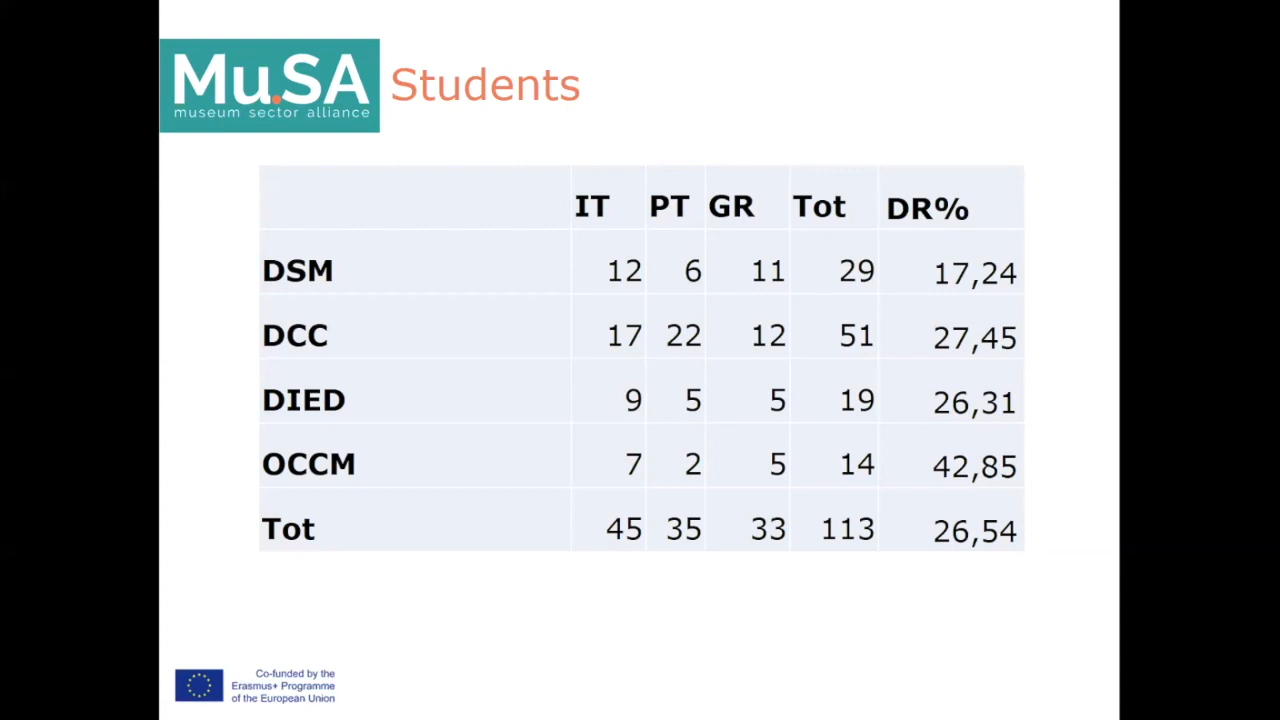 Mu.SA
museum sector alliance
Students
IT PT GR Tot DR%
DSM 12 6 11 29 17,24
DCC 17 22 12 51 27,45
DIED 9 5 5 19 26,31
OCCM 7 2 5 14 42,85
Tot 45 35 33 113 26,54
Co-funded by the
Erasmus+ Programme
of the European Union